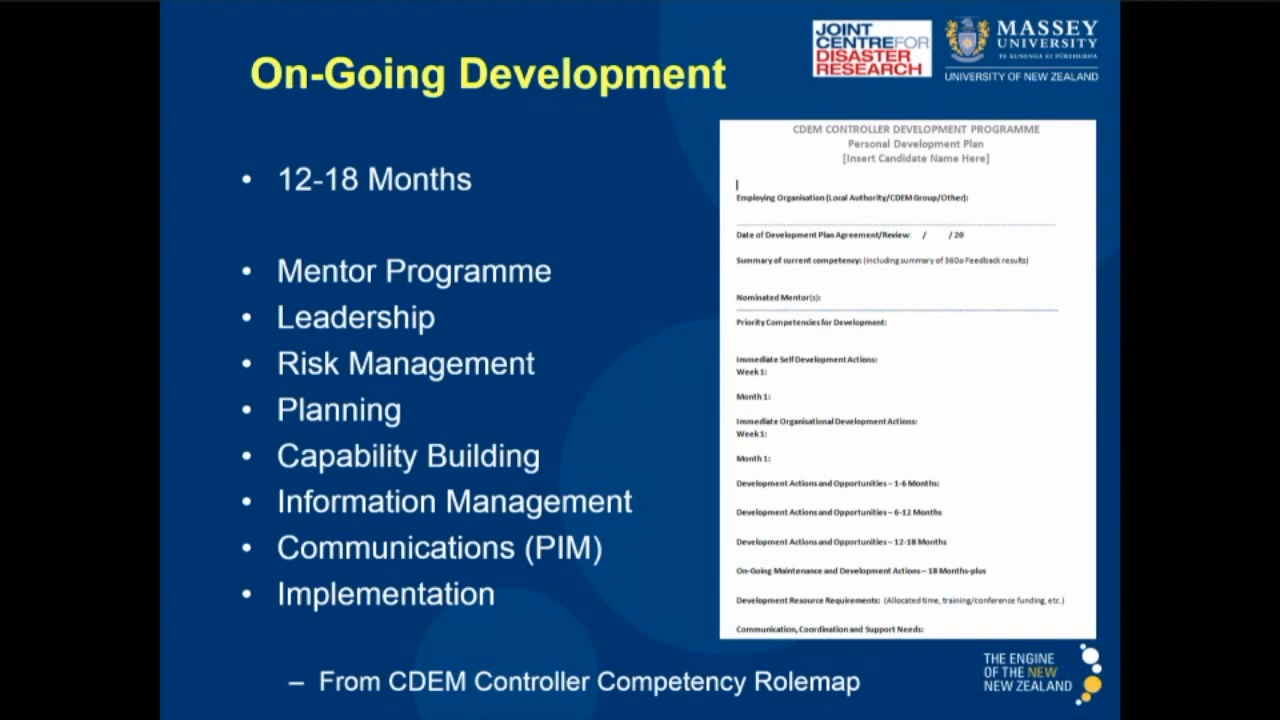 On-Going Development
JOINT
CENTREFOR
DISASTER
RESEARCH
MASSEY
UNIVERSITY
TE KUNENGA KI PŪREHUROA
UNIVERSITY OF NEW ZEALAND
• 12-18 Months
• Mentor Programme
• Leadership
• Risk Management
• Planning
• Capability Building
• Information Management
• Communications (PIM)
• Implementation
– From CDEM Controller Competency Rolemap
CDEM CONTROLLER DEVELOPMENT PROGRAMME
Personal Development Plan
[Insert Candidate Name Here]
Employing Organisation (Local Authority/CDEM Group/Other):
Date of Development Plan Agreement/Review: / / 20
Summary of current competency: (Including summary of 360o Feedback results)
Nominated Mentor(s):
Priority Competencies for Development:
Immediate Self Development Actions:
Week 1:
Month 1:
Immediate Organisational Development Actions:
Week 1:
Month 1:
Development Actions and Opportunities – 1-6 Months:
Development Actions and Opportunities – 6-12 Months
Development Actions and Opportunities – 12-18 Months
On-Going Maintenance and Development Actions – 18 Months-plus
Development Resource Requirements: (Allocated time, training/conference funding, etc.)
Communication, Coordination and Support Needs:
THE ENGINE
OF THE NEW
NEW ZEALAND